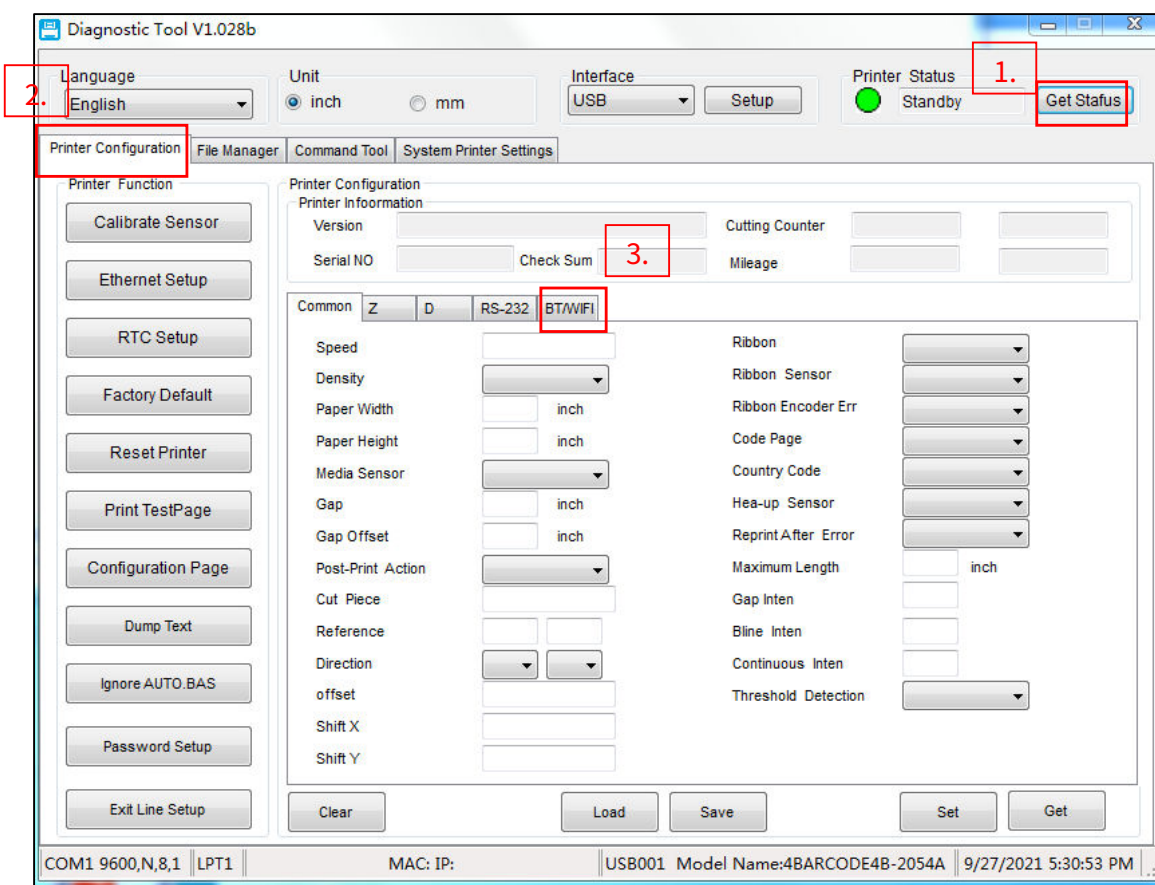 Diagnostic Tool V1.028b
1.
2.
Language
English
Unit
inch
mm
Interface
USB
Setup
Printer Status
Standby
Get Status
Printer Configuration
File Manager
Command Tool
System Printer Settings
Printer Function
Calibrate Sensor
Ethernet Setup
RTC Setup
Factory Default
Reset Printer
Print TestPage
Configuration Page
Dump Text
Ignore AUTO.BAS
Password Setup
Exit Line Setup
Printer Configuration
Printer Infoormation
Version
Cutting Counter
Serial NO
Check Sum
3.
Mileage
Common
Z
D
RS-232
BT/WIFI
Speed
Density
Paper Width
inch
Paper Height
inch
Media Sensor
Gap
inch
Gap Offset
inch
Post-Print Action
Cut Piece
Reference
Direction
offset
Shift X
Shift Y
Ribbon
Ribbon Sensor
Ribbon Encoder Err
Code Page
Country Code
Hea-up Sensor
Reprint After Error
Maximum Length
inch
Gap Inten
Bline Inten
Continuous Inten
Threshold Detection
Clear
Load
Save
Set
Get
COM1 9600,N,8,1
LPT1
MAC: IP:
USB001 Model Name:4BARCODE4B-2054A
9/27/2021 5:30:53 PM